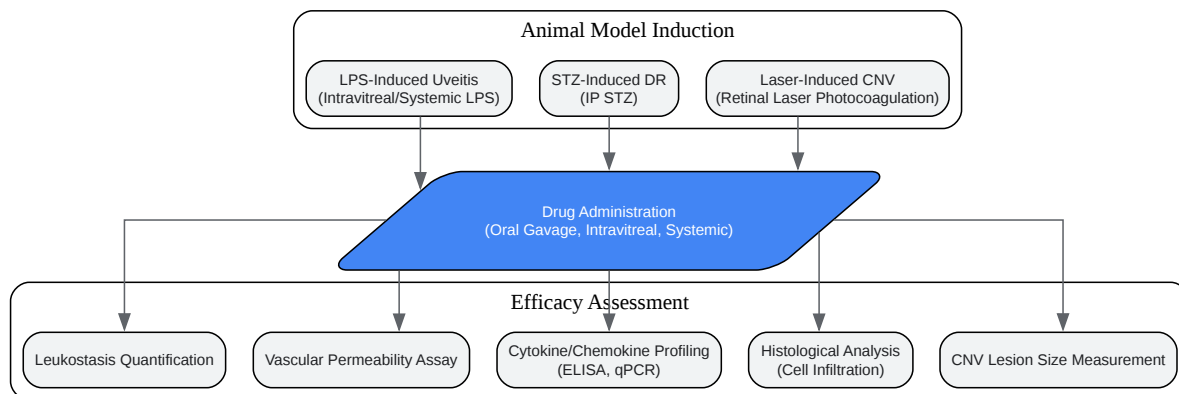 Animal Model Induction
LPS-Induced Uveitis
(Intravitreal/Systemic LPS)
STZ-Induced DR
(IP STZ)
Laser-Induced CNV
(Retinal Laser Photocoagulation)
Drug Administration
(Oral Gavage, Intravitreal, Systemic)
Efficacy Assessment
Leukostasis Quantification
Vascular Permeability Assay
Cytokine/Chemokine Profiling
(ELISA, qPCR)
Histological Analysis
(Cell Infiltration)
CNV Lesion Size Measurement